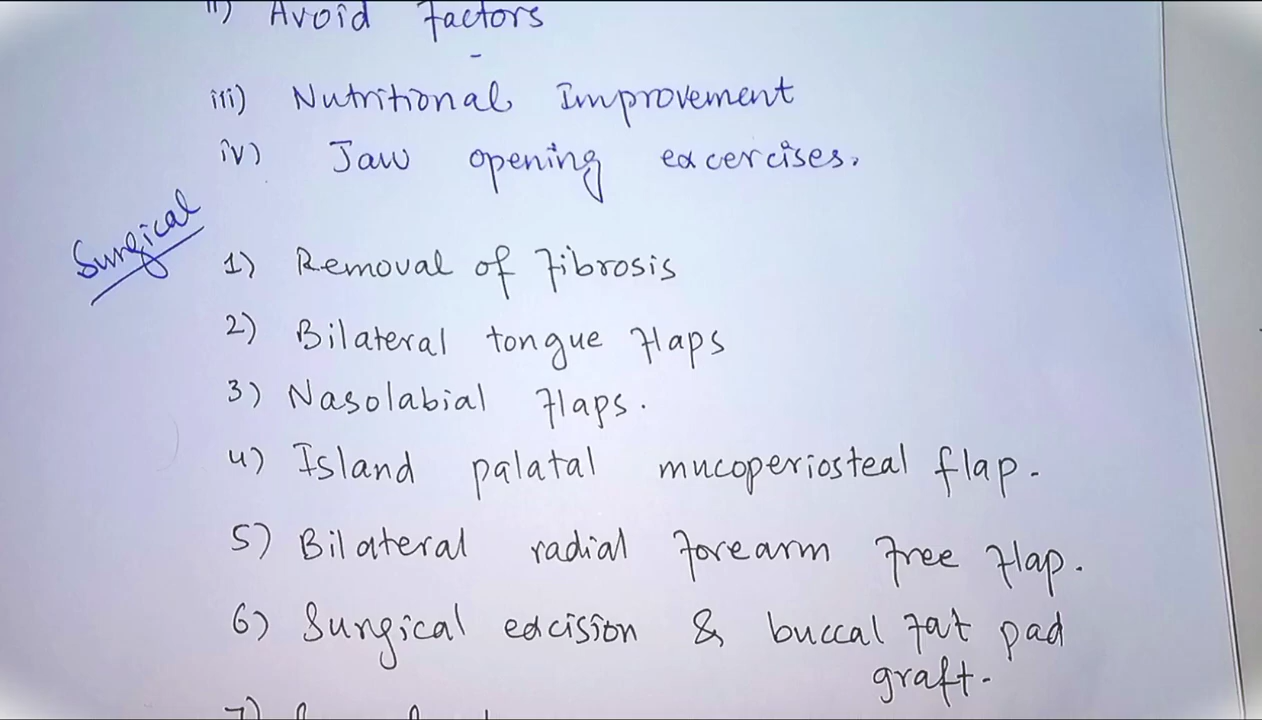 ii) Avoid factors
iii) Nutritional Improvement
iv) Jaw opening excercises.
Surgical
1) Removal of fibrosis
2) Bilateral tongue flaps
3) Nasolabial flaps.
4) Island palatal mucoperiosteal flap.
5) Bilateral radial forearm free flap.
6) Surgical excision & buccal fat pad
graft.
7)